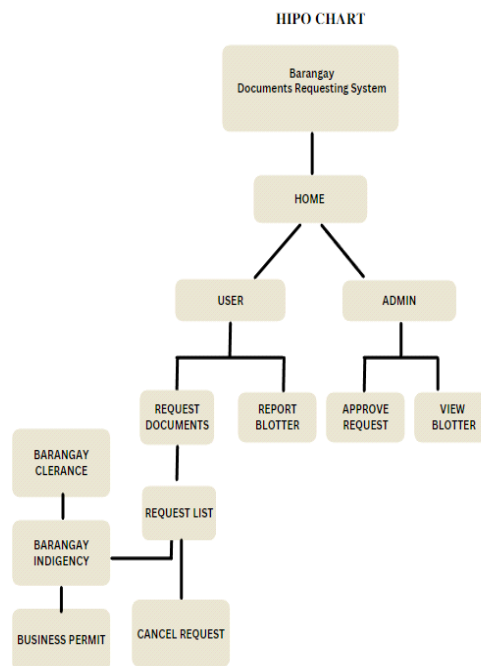 HIPO CHART
Barangay
Documents Requesting System
HOME
USER
ADMIN
REQUEST
DOCUMENTS
REPORT
BLOTTER
APPROVE
REQUEST
VIEW
BLOTTER
BARANGAY
CLERANCE
REQUEST LIST
BARANGAY
INDIGENCY
BUSINESS PERMIT
CANCEL REQUEST